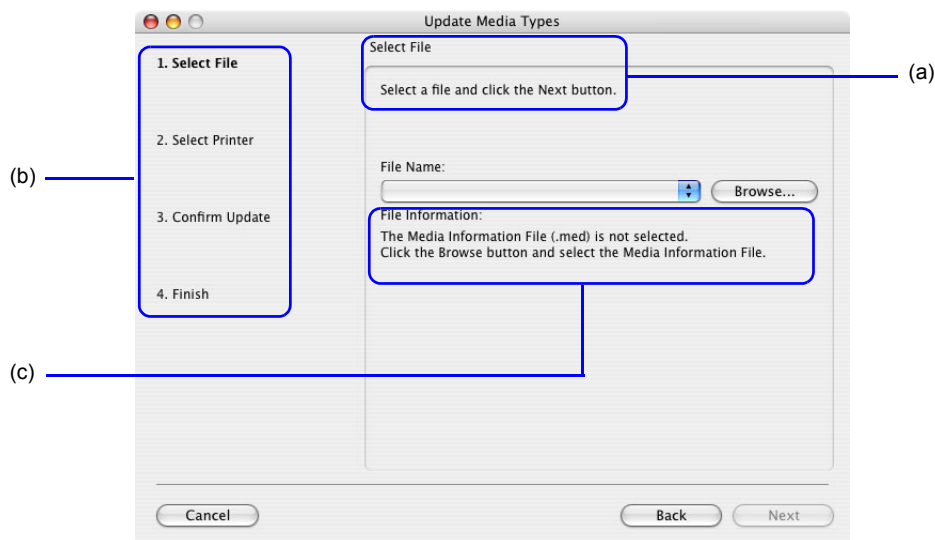 Update Media Types
Select File
(a)
1. Select File
Select a file and click the Next button.
2. Select Printer
File Name:
(b)
Browse...
3. Confirm Update
File Information:
The Media Information File (.med) is not selected.
Click the Browse button and select the Media Information File.
4. Finish
(c)
Cancel
Back
Next